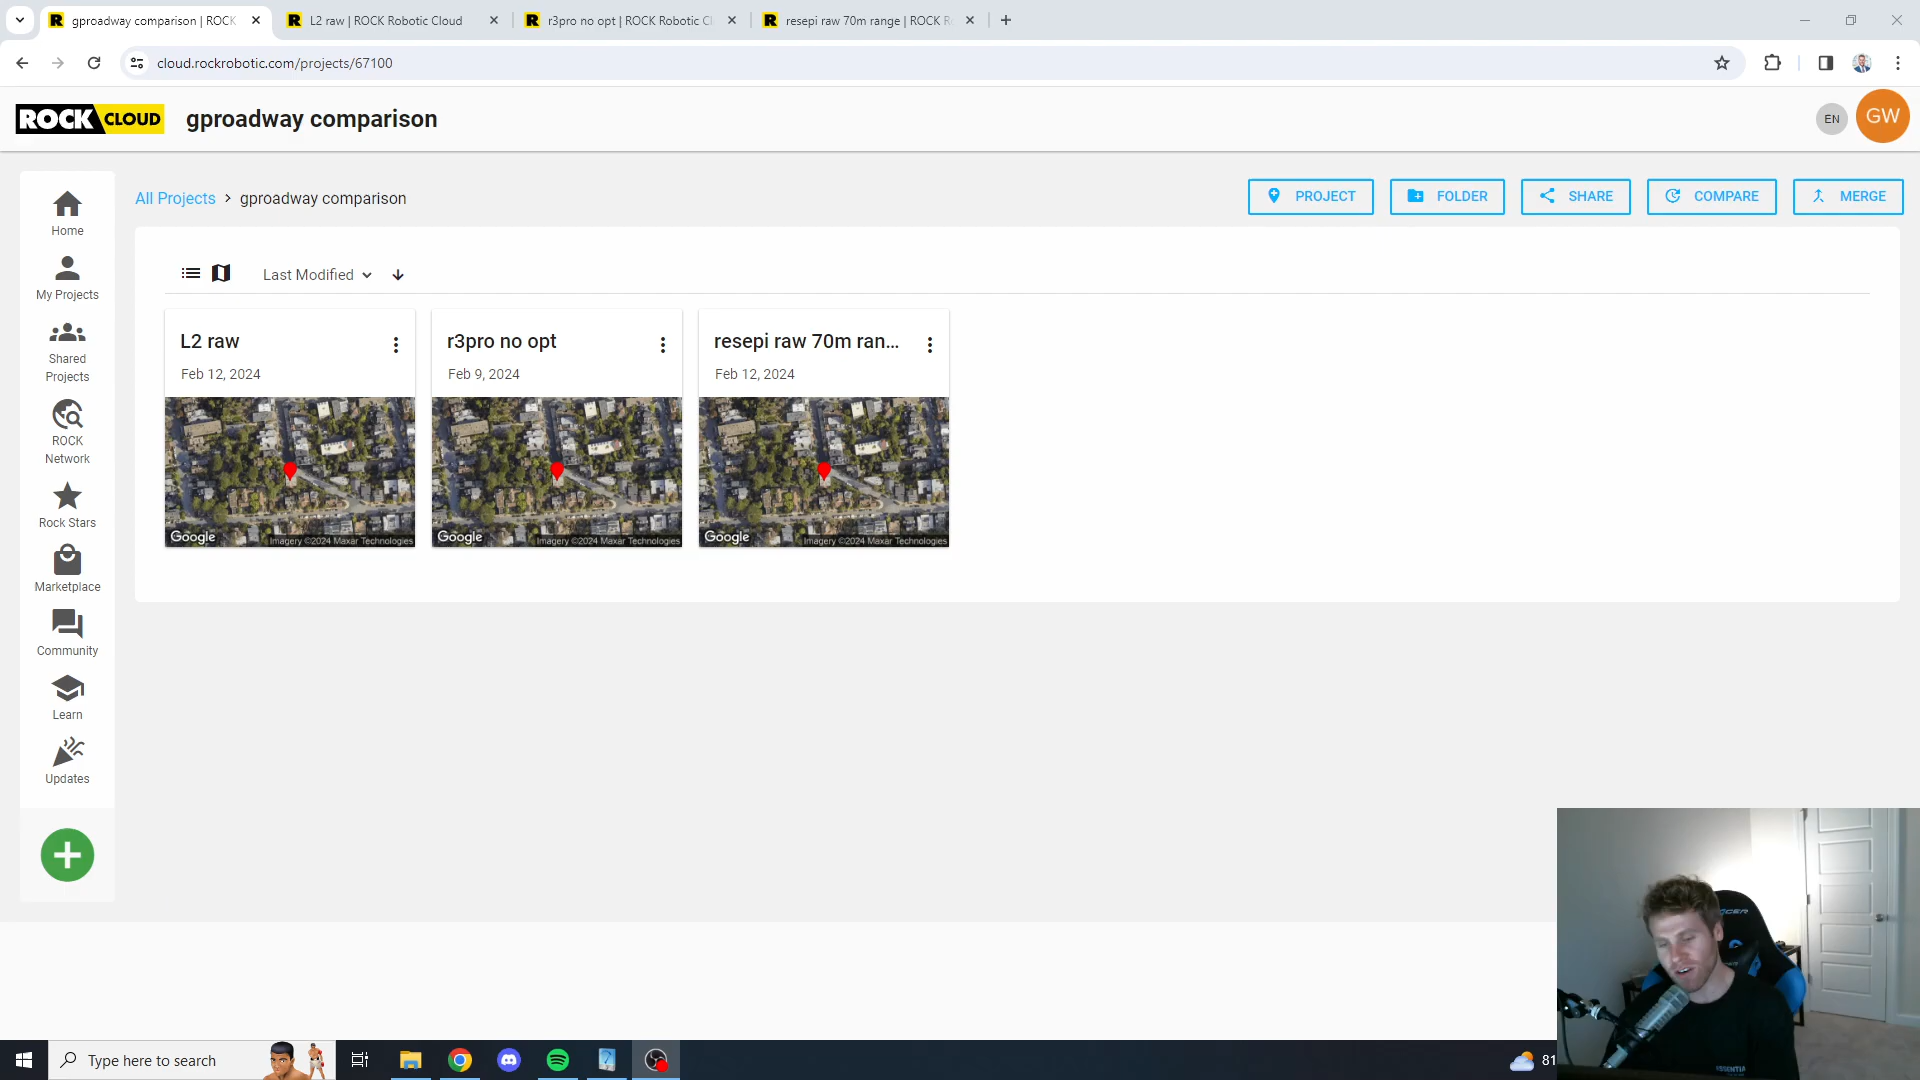 gproadway comparison | ROCK
L2 raw | ROCK Robotic Cloud
r3pro no opt | ROCK Robotic Cl
resepi raw 70m range | ROCK R
cloud.rockrobotic.com/projects/67100
ROCK CLOUD
gproadway comparison
EN
GW
All Projects > gproadway comparison
PROJECT
FOLDER
SHARE
COMPARE
MERGE
Home
My Projects
Shared
Projects
ROCK
Network
Rock Stars
Marketplace
Community
Learn
Updates
Last Modified
L2 raw
Feb 12, 2024
Google
Imagery ©2024 Maxar Technologies
r3pro no opt
Feb 9, 2024
Google
Imagery ©2024 Maxar Technologies
resepi raw 70m ran...
Feb 12, 2024
Google
Imagery ©2024 Maxar Technologies
Type here to search
81